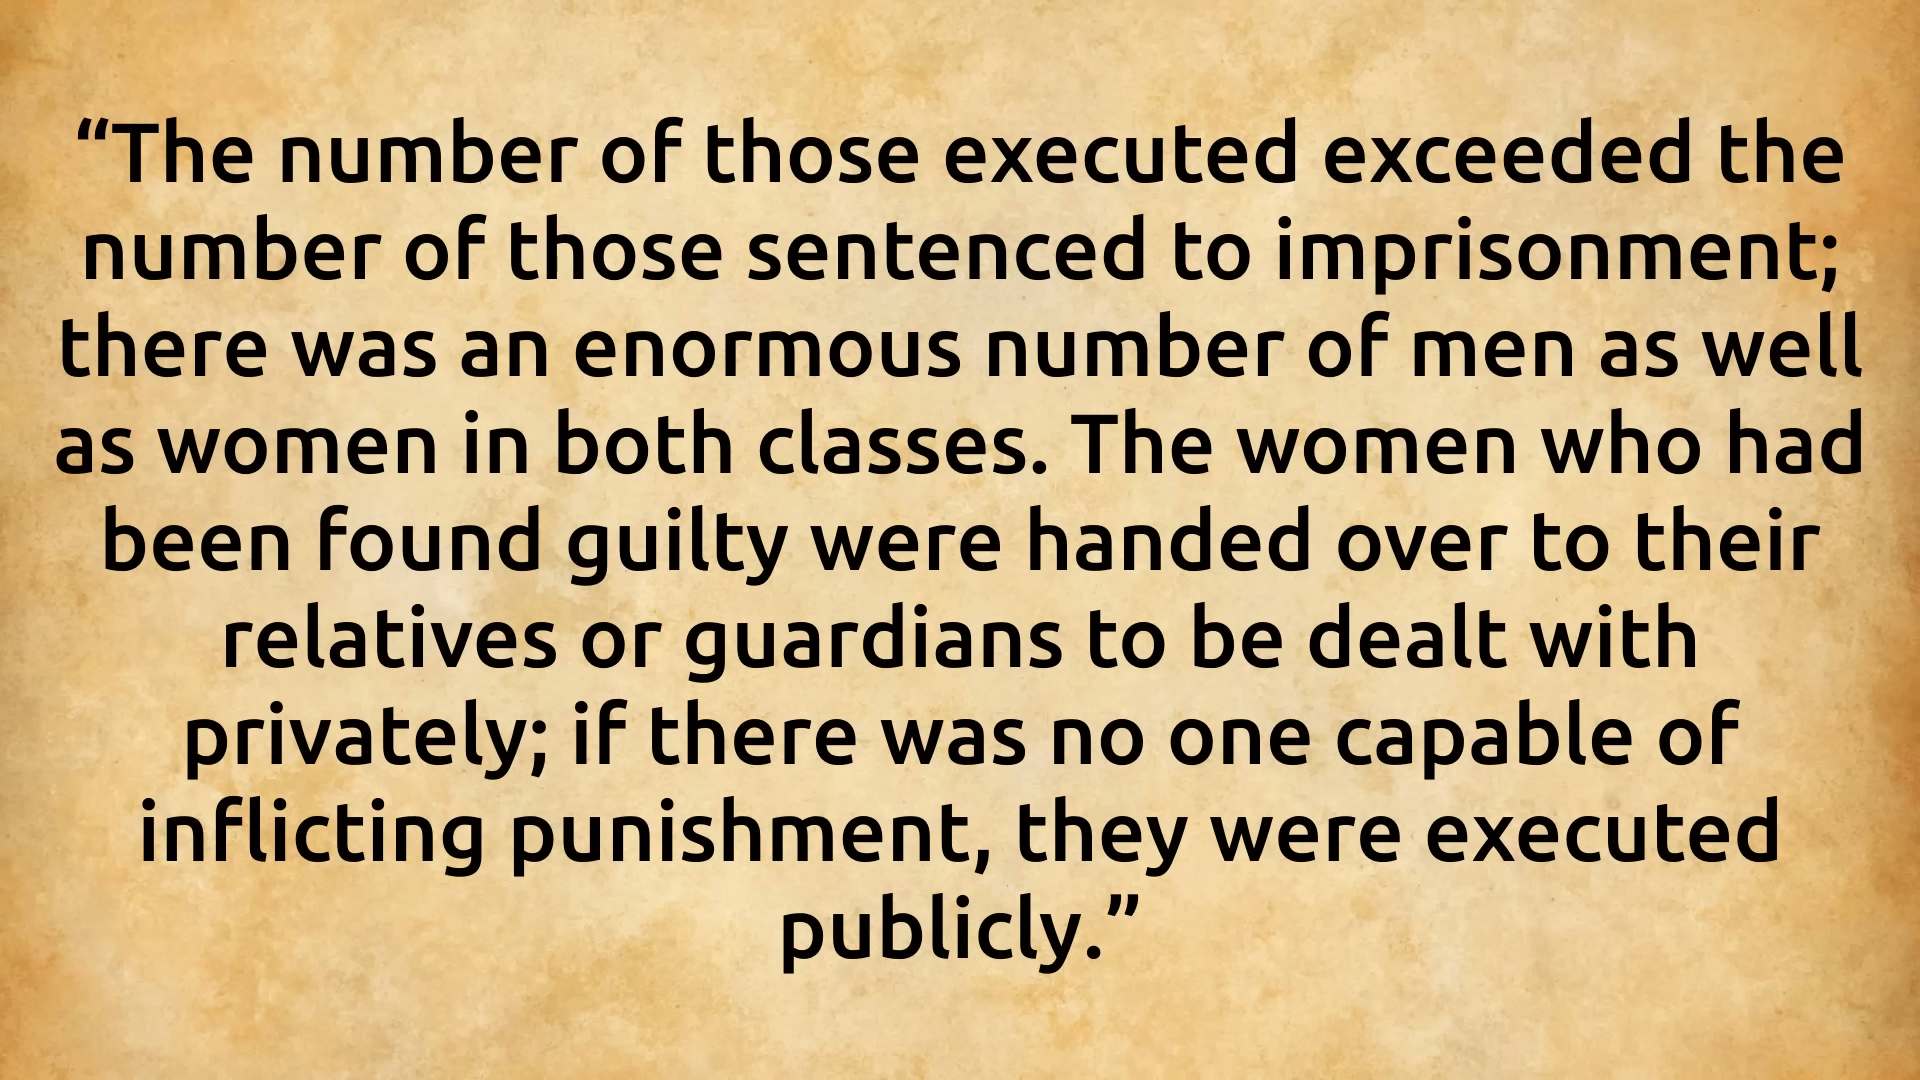 “The number of those executed exceeded the
number of those sentenced to imprisonment;
there was an enormous number of men as well
as women in both classes. The women who had
been found guilty were handed over to their
relatives or guardians to be dealt with
privately; if there was no one capable of
inflicting punishment, they were executed
publicly.”